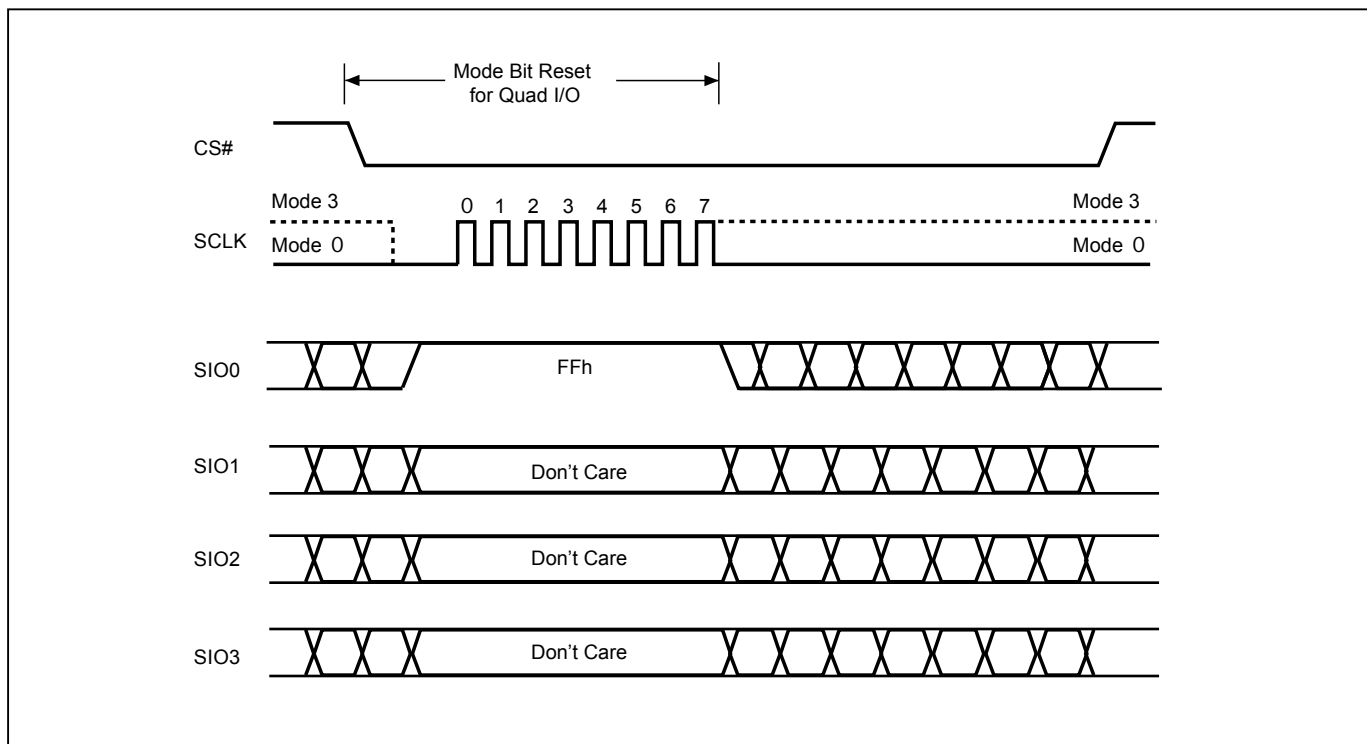 Mode Bit Reset
for Quad I/O
CS#
Mode 3
Mode 3
0 1 2 3 4 5 6 7
SCLK
Mode 0
Mode 0
SIO0
FFh
SIO1
Don't Care
SIO2
Don't Care
SIO3
Don't Care